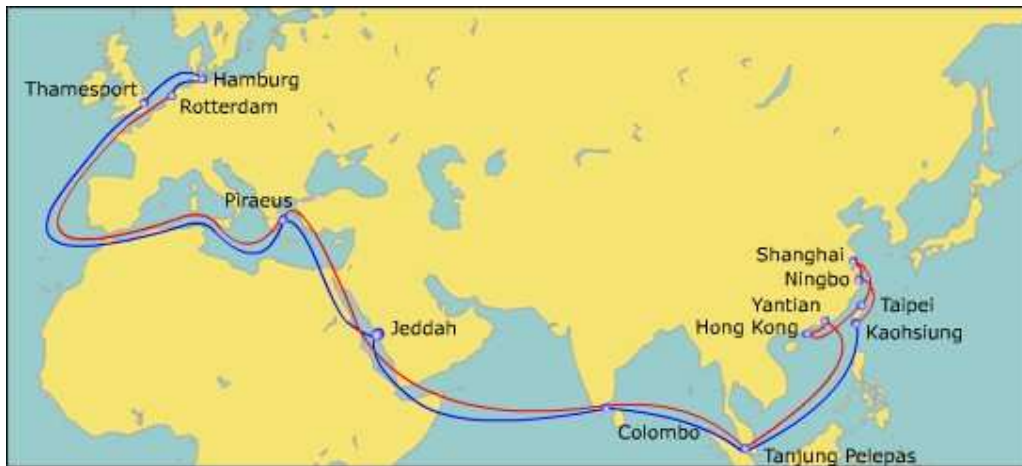 Hamburg
Thamesport
Rotterdam
Piraeus
Shanghai
Ningbo
Yantian
Taipei
Hong Kong
Jeddah
Kaohsiung
Colombo
Tanjung Pelepas